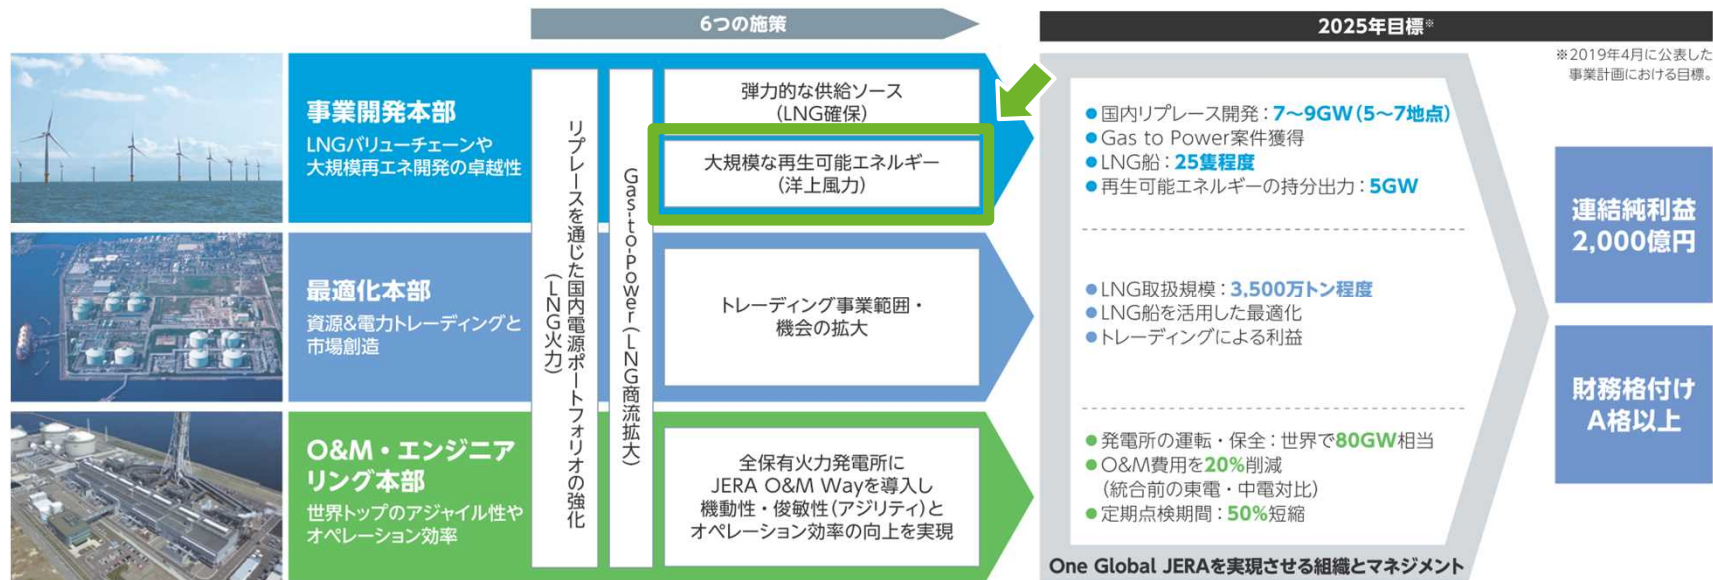 6つの施策
2025年目標※
※2019年4月に公表した
事業計画における目標。
事業開発本部
LNGバリューチェーンや
大規模再エネ開発の卓越性
最適化本部
資源&電力トレーディングと
市場創造
O&M・エンジニア
リング本部
世界トップのアジャイル性や
オペレーション効率
リプレースを通じた国内電源ポートフォリオの強化
(LNG火力)
Gas-to-Power(LNG商流拡大)
弾力的な供給ソース
(LNG確保)
大規模な再生可能エネルギー
(洋上風力)
トレーディング事業範囲・
機会の拡大
全保有火力発電所に
JERA O&M Wayを導入し
機動性・俊敏性(アジリティ)と
オペレーション効率の向上を実現
●国内リプレース開発：7〜9GW(5〜7地点)
●Gas to Power案件獲得
●LNG船：25隻程度
●再生可能エネルギーの持分出力：5GW
●LNG取扱規模：3,500万トン程度
●LNG船を活用した最適化
●トレーディングによる利益
●発電所の運転・保全：世界で80GW相当
●O&M費用を20%削減
(統合前の東電・中電対比)
●定期点検期間：50%短縮
One Global JERAを実現させる組織とマネジメント
連結純利益
2,000億円
財務格付け
A格以上